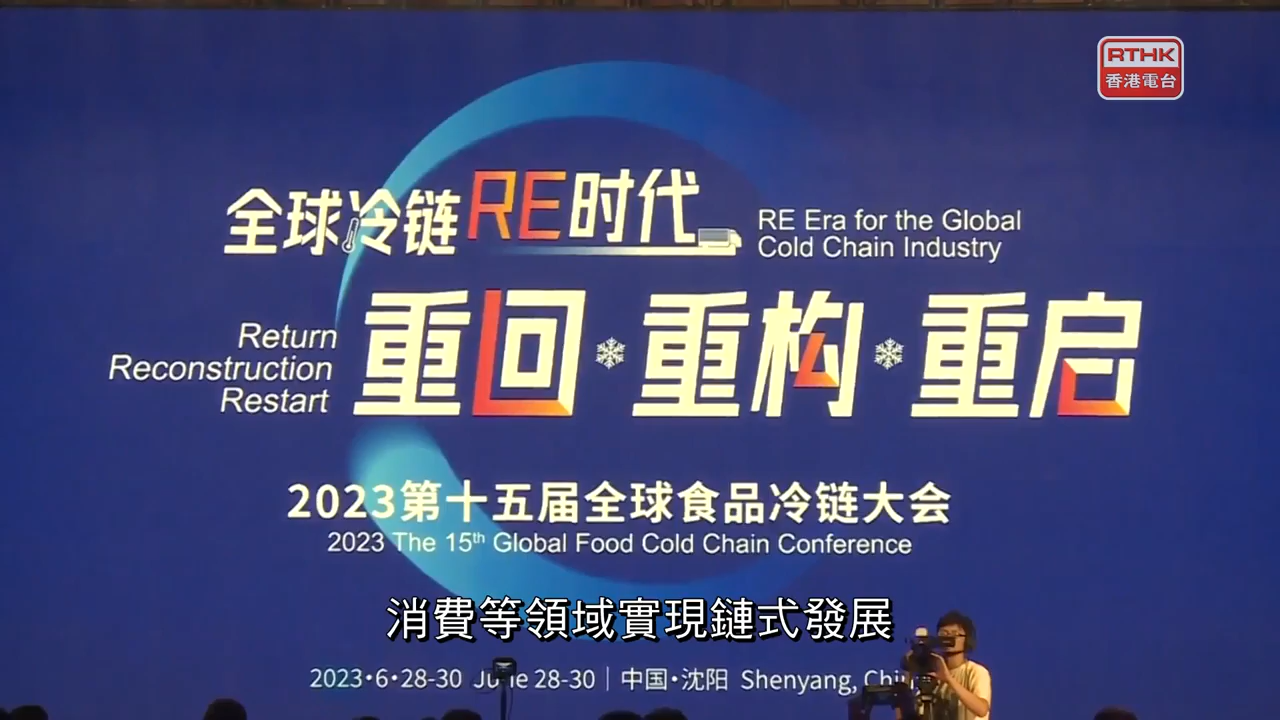 RTHK
香港電台
全球冷链RE时代
RE Era for the Global
Cold Chain Industry
Return
Reconstruction
Restart
重回
重构
重启
2023第十五届全球食品冷链大会
2023 The 15th Global Food Cold Chain Conference
消費等領域實現鏈式發展
2023·6·28-30 June 28-30 | 中国·沈阳 Shenyang,